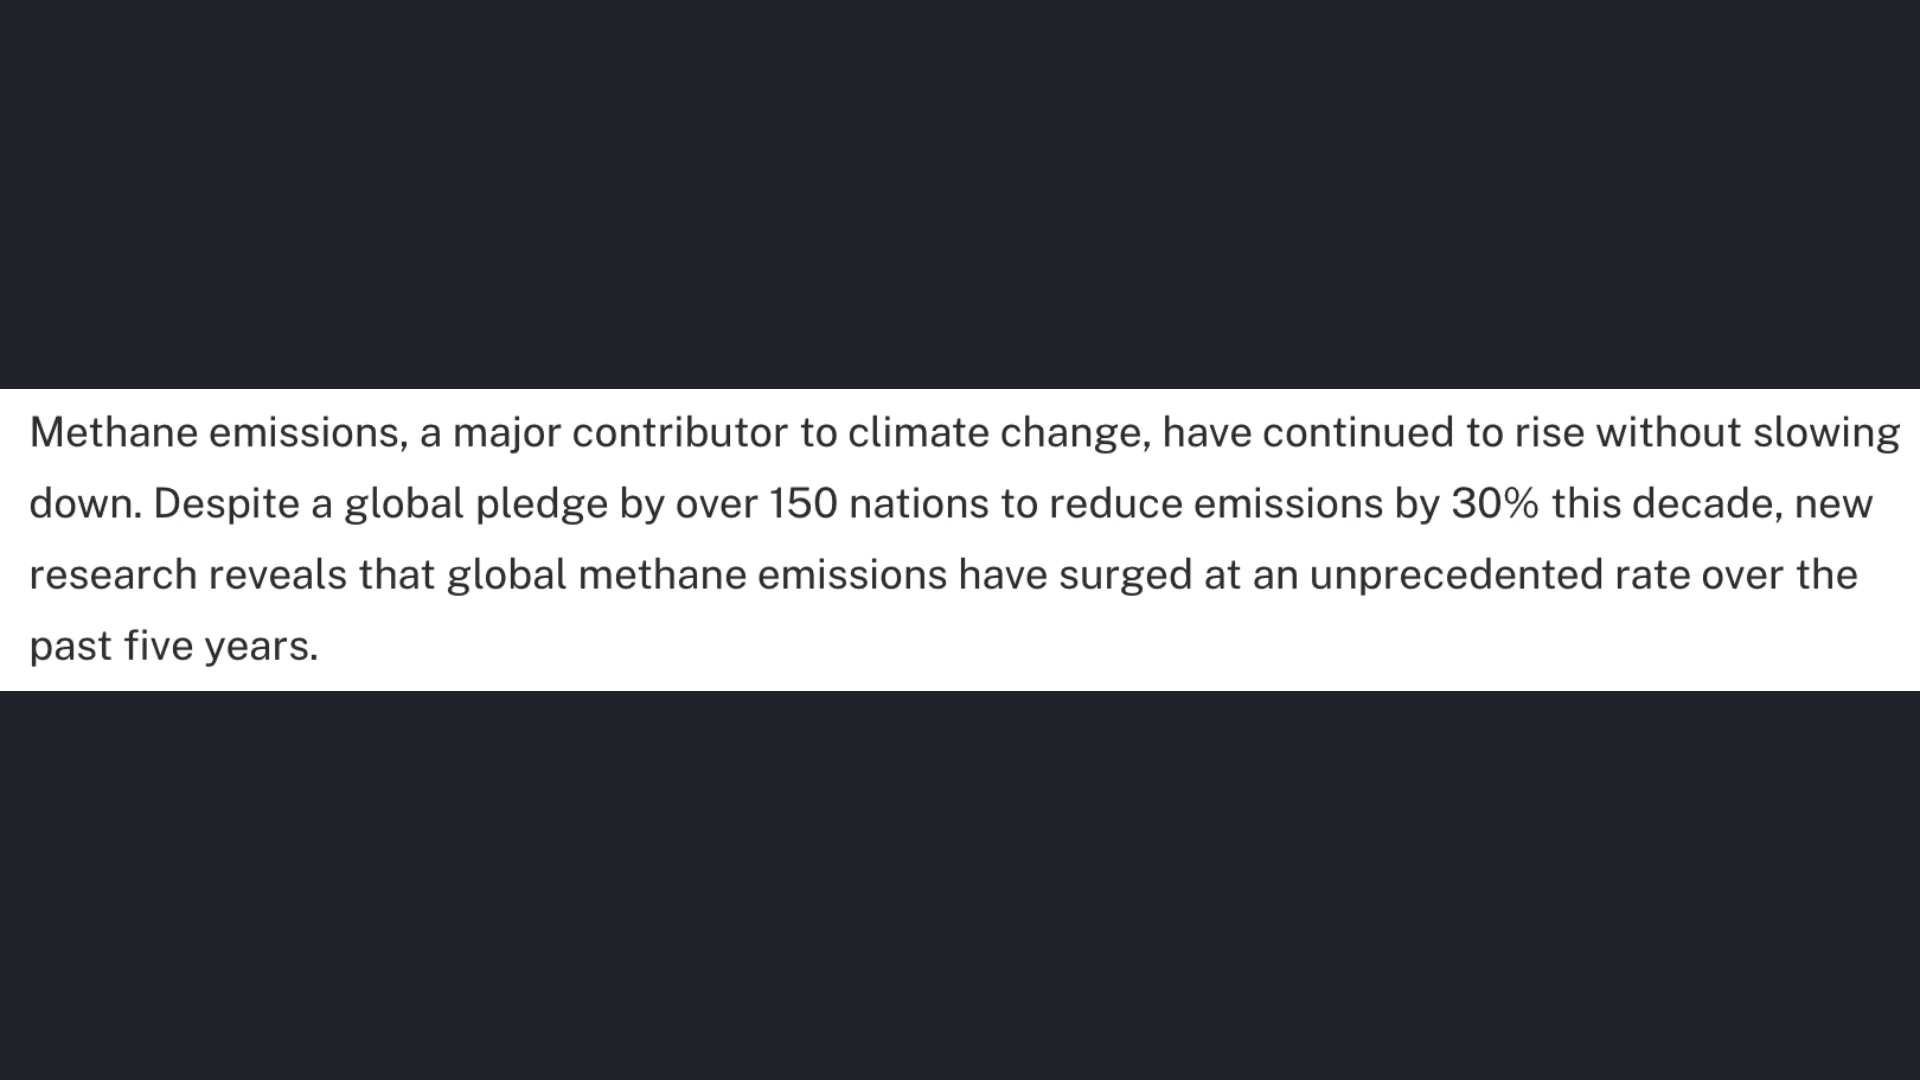 Methane emissions, a major contributor to climate change, have continued to rise without slowing
down. Despite a global pledge by over 150 nations to reduce emissions by 30% this decade, new
research reveals that global methane emissions have surged at an unprecedented rate over the
past five years.